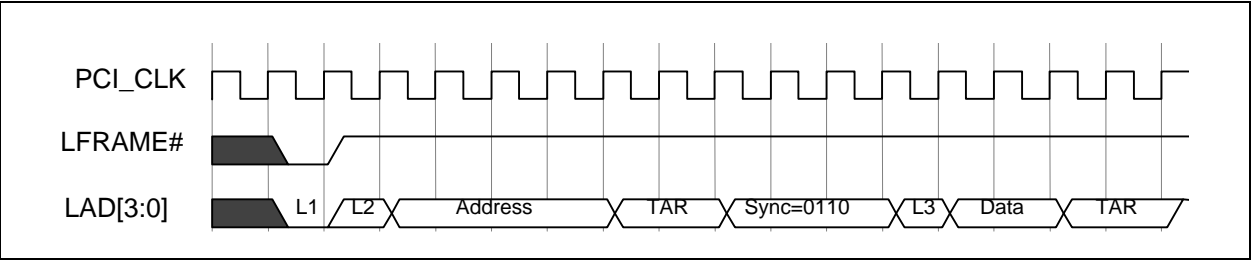 PCI_CLK
LFRAME#
LAD[3:0] L1 L2 Address TAR Sync=0110 L3 Data TAR